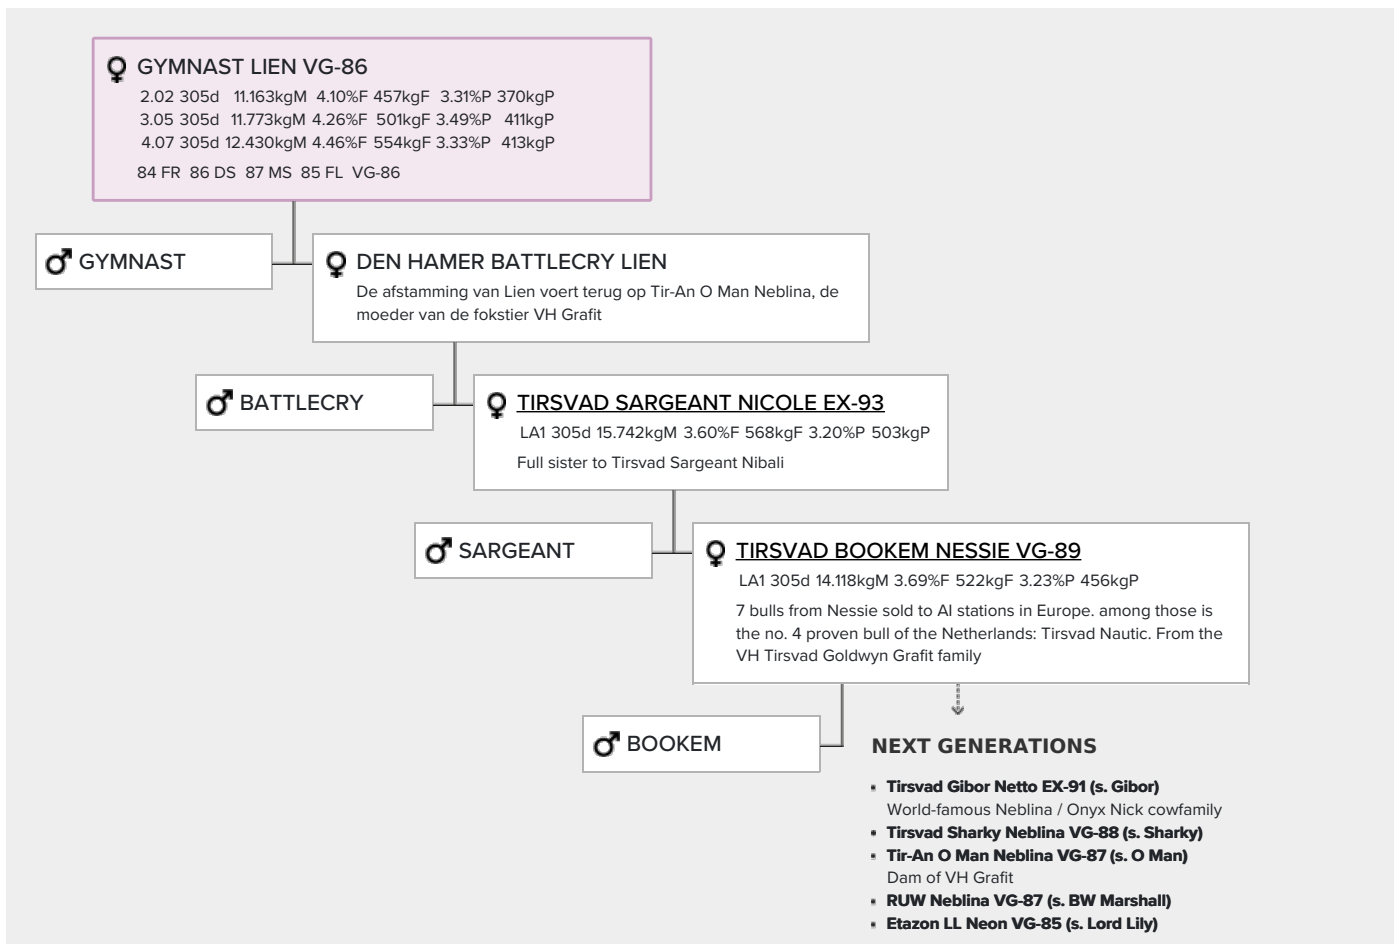 GYMNAST LIEN VG-86
2.02 305d 11.163kgM 4.10%F 457kgF 3.31%P 370kgP
3.05 305d 11.773kgM 4.26%F 501kgF 3.49%P 411kgP
4.07 305d 12.430kgM 4.46%F 554kgF 3.33%P 413kgP
84 FR 86 DS 87 MS 85 FL VG-86
GYMNAST
DEN HAMER BATTLECRY LIEN
De afstamming van Lien voert terug op Tir-An O Man Neblina, de
moeder van de fokstier VH Grafit
BATTLECRY
TIRSVAD SARGEANT NICOLE EX-93
LA1 305d 15.742kgM 3.60%F 568kgF 3.20%P 503kgP
Full sister to Tirsvad Sargeant Nibali
SARGEANT
TIRSVAD BOOKEM NESSIE VG-89
LA1 305d 14.118kgM 3.69%F 522kgF 3.23%P 456kgP
7 bulls from Nessie sold to AI stations in Europe. among those is
the no. 4 proven bull of the Netherlands: Tirsvad Nautic. From the
VH Tirsvad Goldwyn Grafit family
BOOKEM
NEXT GENERATIONS
Tirsvad Gibor Netto EX-91 (s. Gibor)
World-famous Neblina / Onyx Nick cowfamily
Tirsvad Sharky Neblina VG-88 (s. Sharky)
Tir-An O Man Neblina VG-87 (s. O Man)
Dam of VH Grafit
RUW Neblina VG-87 (s. BW Marshall)
Etazon LL Neon VG-85 (s. Lord Lily)